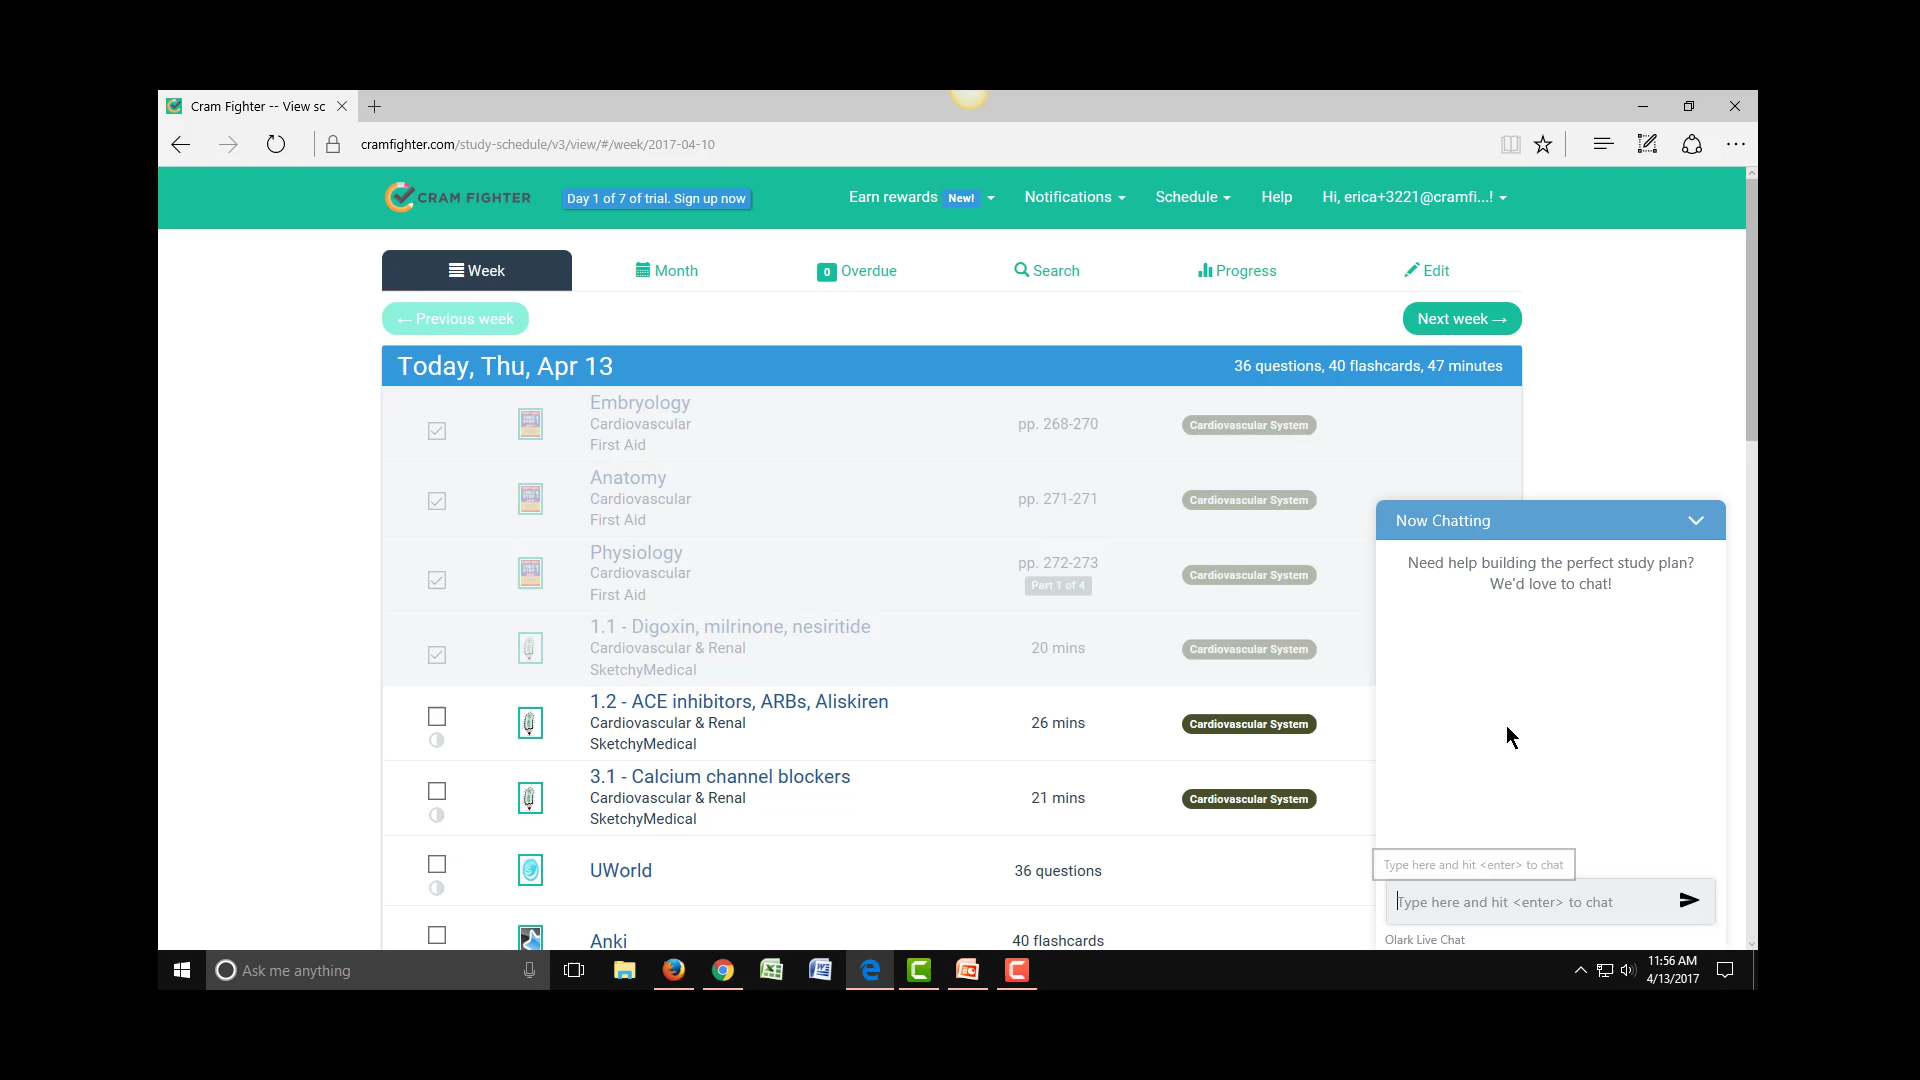 Cram Fighter -- View sc
cramfighter.com/study-schedule/v3/view/#/week/2017-04-10
CRAM FIGHTER
Day 1 of 7 of trial. Sign up now
Earn rewards New!
Notifications
Schedule
Help
Hi, erica+3221@cramfi...!
Week
Month
0 Overdue
Search
Progress
Edit
← Previous week
Next week →
Today, Thu, Apr 13
36 questions, 40 flashcards, 47 minutes
Embryology
Cardiovascular
First Aid
pp. 268-270
Cardiovascular System
Anatomy
Cardiovascular
First Aid
pp. 271-271
Cardiovascular System
Physiology
Cardiovascular
First Aid
pp. 272-273
Part 1 of 4
Cardiovascular System
1.1 - Digoxin, milrinone, nesiritide
Cardiovascular & Renal
SketchyMedical
20 mins
Cardiovascular System
1.2 - ACE inhibitors, ARBs, Aliskiren
Cardiovascular & Renal
SketchyMedical
26 mins
Cardiovascular System
3.1 - Calcium channel blockers
Cardiovascular & Renal
SketchyMedical
21 mins
Cardiovascular System
UWorld
36 questions
Anki
40 flashcards
Now Chatting
Need help building the perfect study plan?
We'd love to chat!
Type here and hit <enter> to chat
Type here and hit <enter> to chat
Olark Live Chat
Ask me anything
11:56 AM
4/13/2017